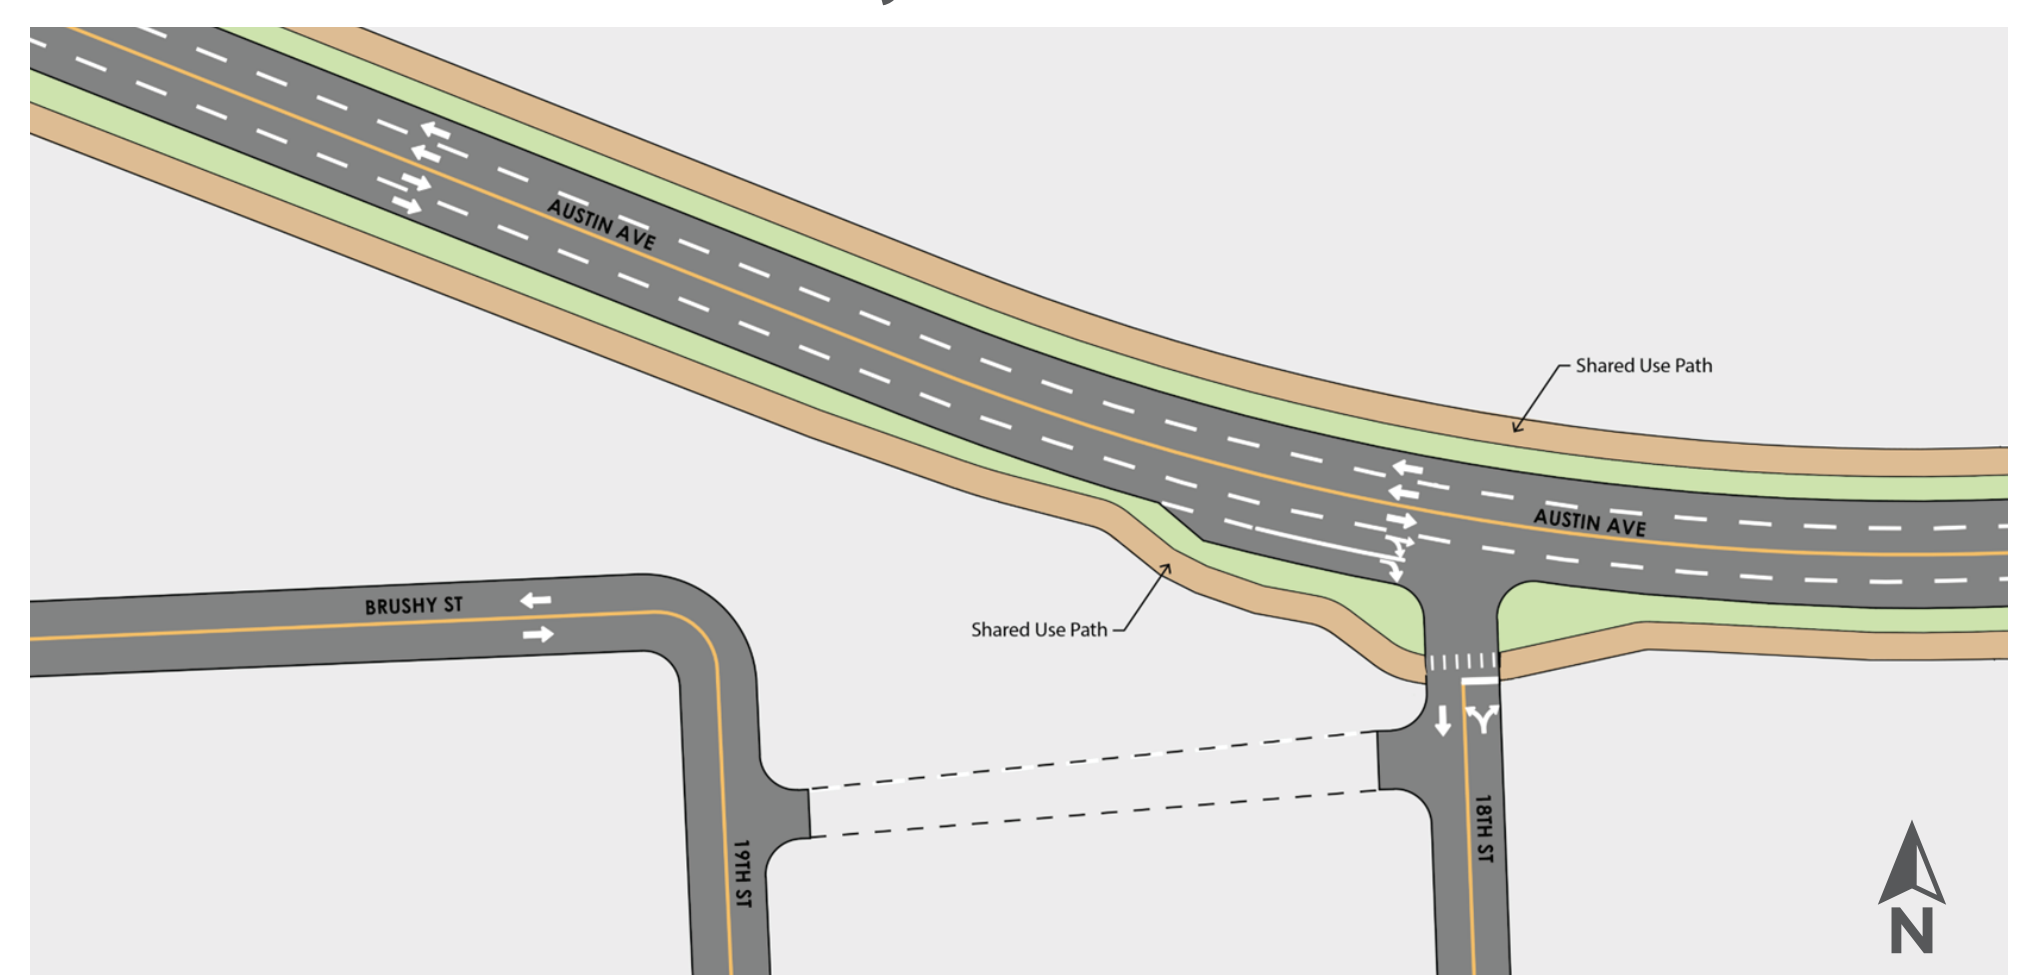 AUSTIN AVE
Shared Use Path
AUSTIN AVE
BRUSHY ST
Shared Use Path
18TH ST
19TH ST
N